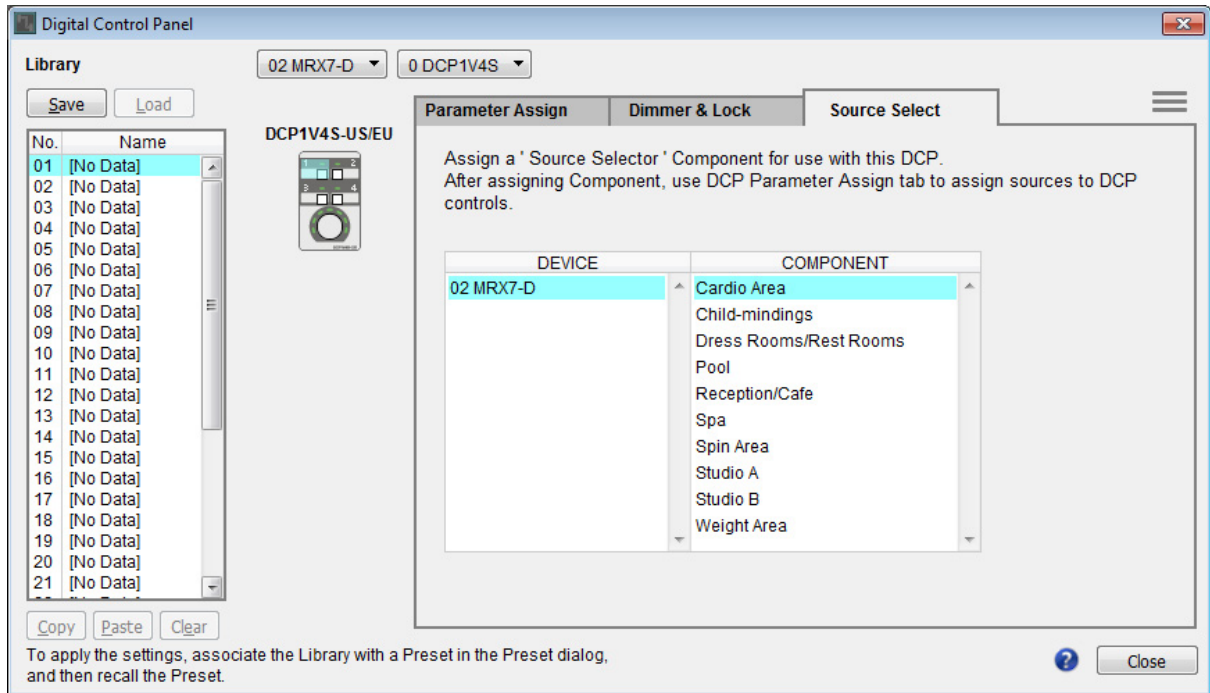 Digital Control Panel
Library
02 MRX7-D
0 DCP1V4S
Save
Load
Parameter Assign
Dimmer & Lock
Source Select
DCP1V4S-US/EU
1
2
3
4
No. Name
01 [No Data]
02 [No Data]
03 [No Data]
04 [No Data]
05 [No Data]
06 [No Data]
07 [No Data]
08 [No Data]
09 [No Data]
10 [No Data]
11 [No Data]
12 [No Data]
13 [No Data]
14 [No Data]
15 [No Data]
16 [No Data]
17 [No Data]
18 [No Data]
19 [No Data]
20 [No Data]
21 [No Data]
Assign a ' Source Selector ' Component for use with this DCP.
After assigning Component, use DCP Parameter Assign tab to assign sources to DCP
controls.
DEVICE COMPONENT
02 MRX7-D Cardio Area
Child-mindings
Dress Rooms/Rest Rooms
Pool
Reception/Cafe
Spa
Spin Area
Studio A
Studio B
Weight Area
Copy
Paste
Clear
To apply the settings, associate the Library with a Preset in the Preset dialog,
and then recall the Preset.
?
Close